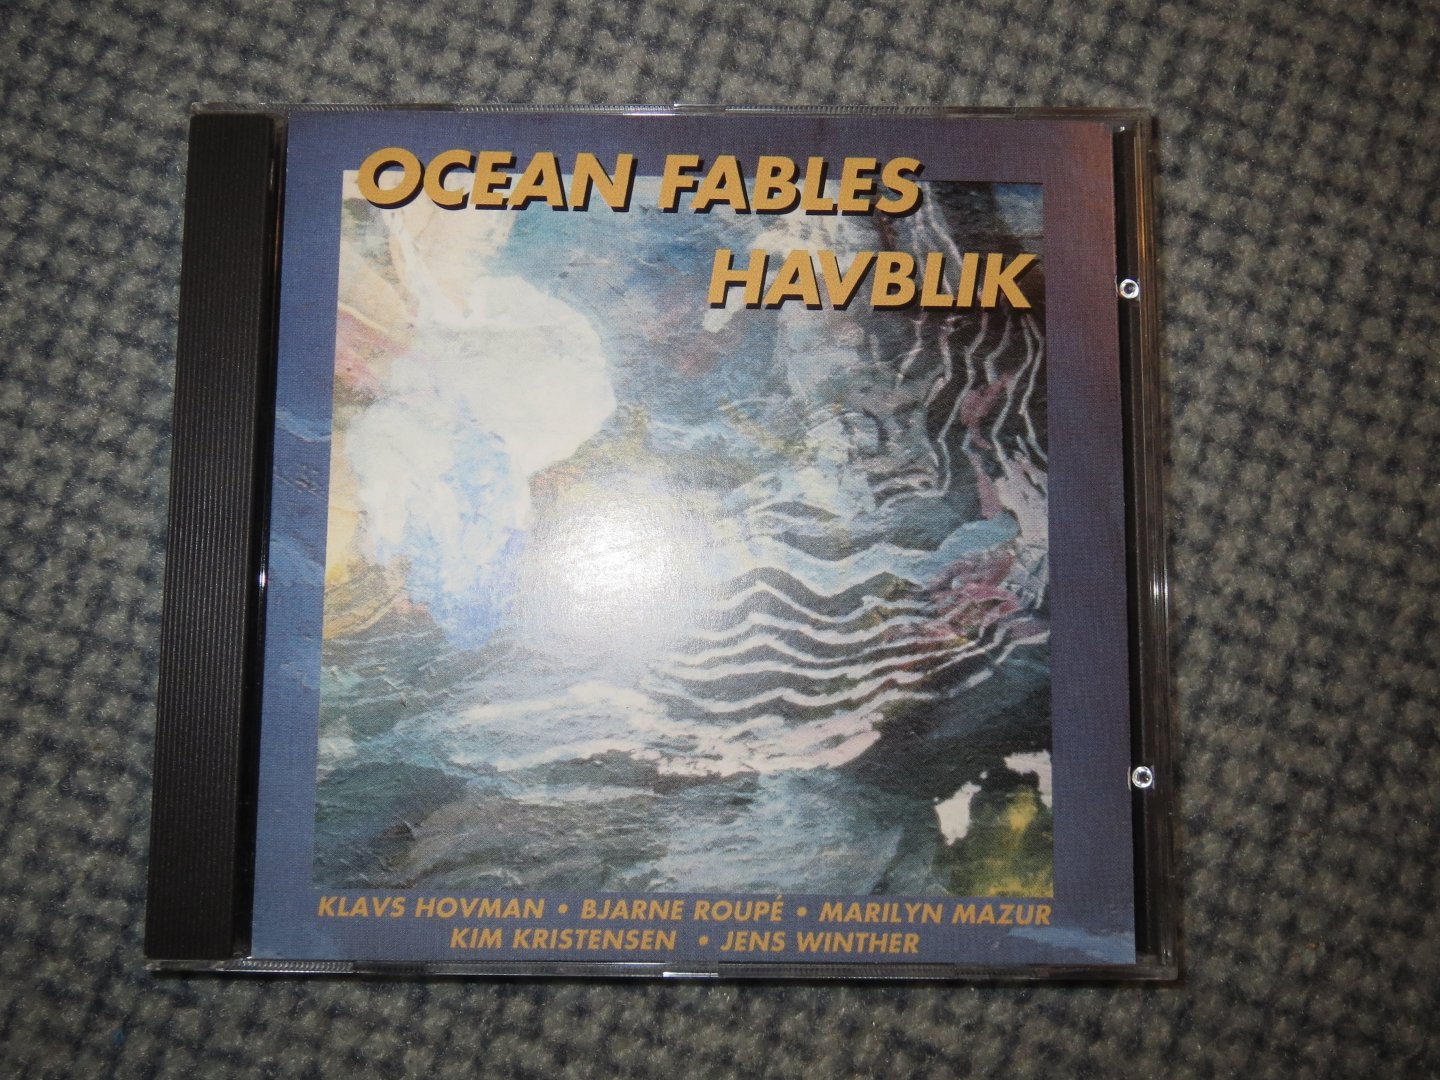 OCEAN FABLES
HAVBLIK
KLAVS HOVMAN • BJARNE ROUPÉ • MARILYN MAZUR
KIM KRISTENSEN • JENS WINTHER